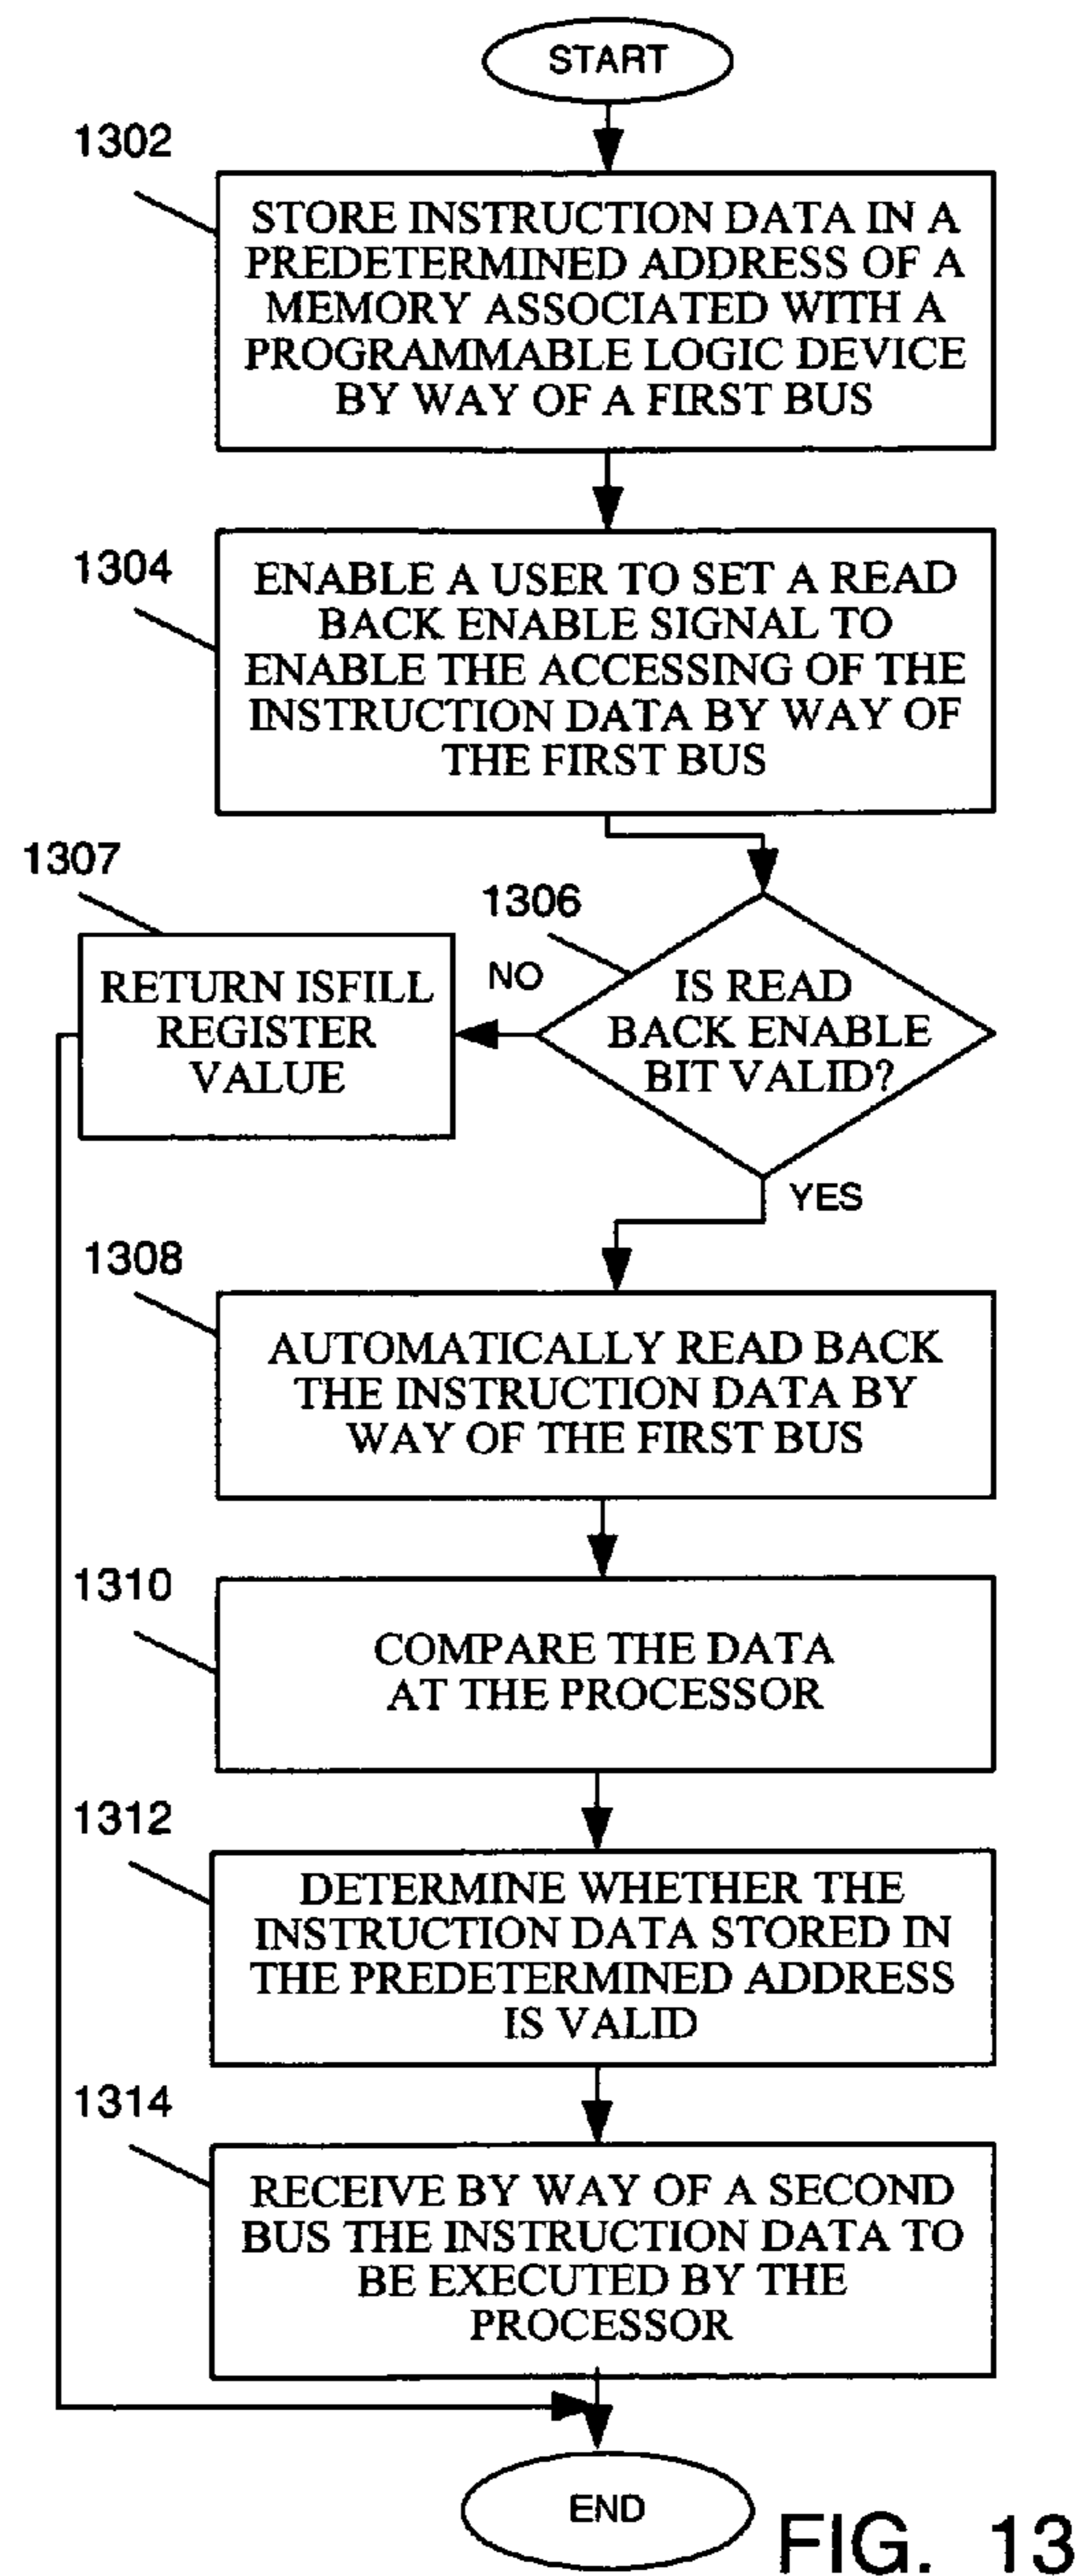 START
1302
STORE INSTRUCTION DATA IN A
PREDETERMINED ADDRESS OF A
MEMORY ASSOCIATED WITH A
PROGRAMMABLE LOGIC DEVICE
BY WAY OF A FIRST BUS
1304
ENABLE A USER TO SET A READ
BACK ENABLE SIGNAL TO
ENABLE THE ACCESSING OF THE
INSTRUCTION DATA BY WAY OF
THE FIRST BUS
1307
RETURN ISFILL
REGISTER
VALUE
1306
NO
IS READ
BACK ENABLE
BIT VALID?
YES
1308
AUTOMATICALLY READ BACK
THE INSTRUCTION DATA BY
WAY OF THE FIRST BUS
1310
COMPARE THE DATA
AT THE PROCESSOR
1312
DETERMINE WHETHER THE
INSTRUCTION DATA STORED IN
THE PREDETERMINED ADDRESS
IS VALID
1314
RECEIVE BY WAY OF A SECOND
BUS THE INSTRUCTION DATA TO
BE EXECUTED BY THE
PROCESSOR
END
FIG. 13